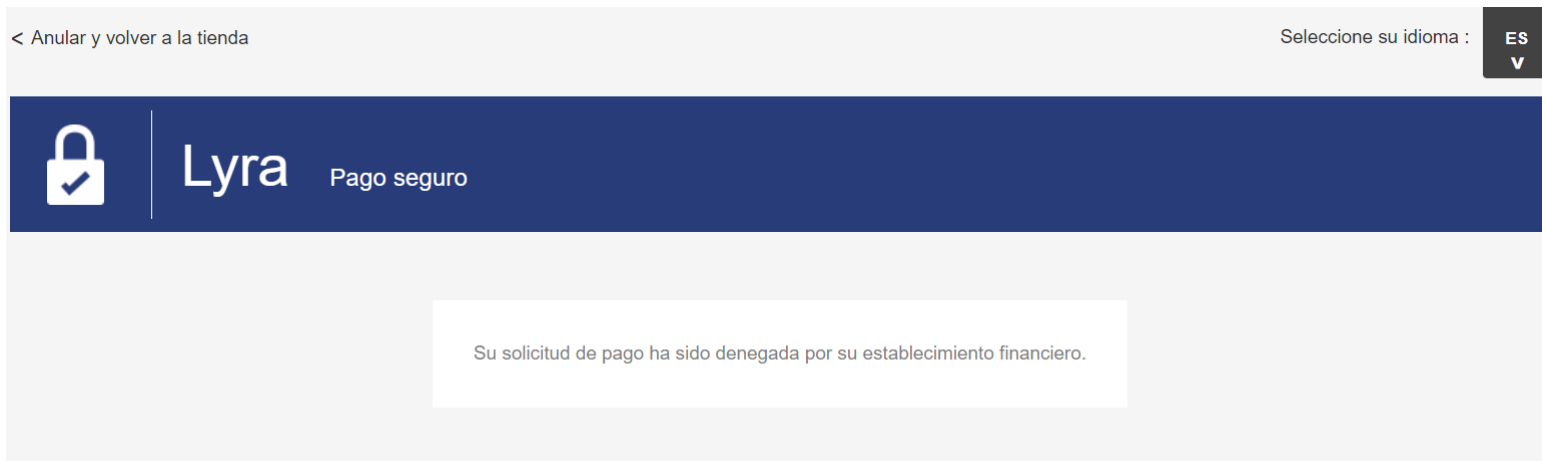 < Anular y volver a la tienda
Seleccione su idioma :
ES
v
Lyra
Pago seguro
Su solicitud de pago ha sido denegada por su establecimiento financiero.